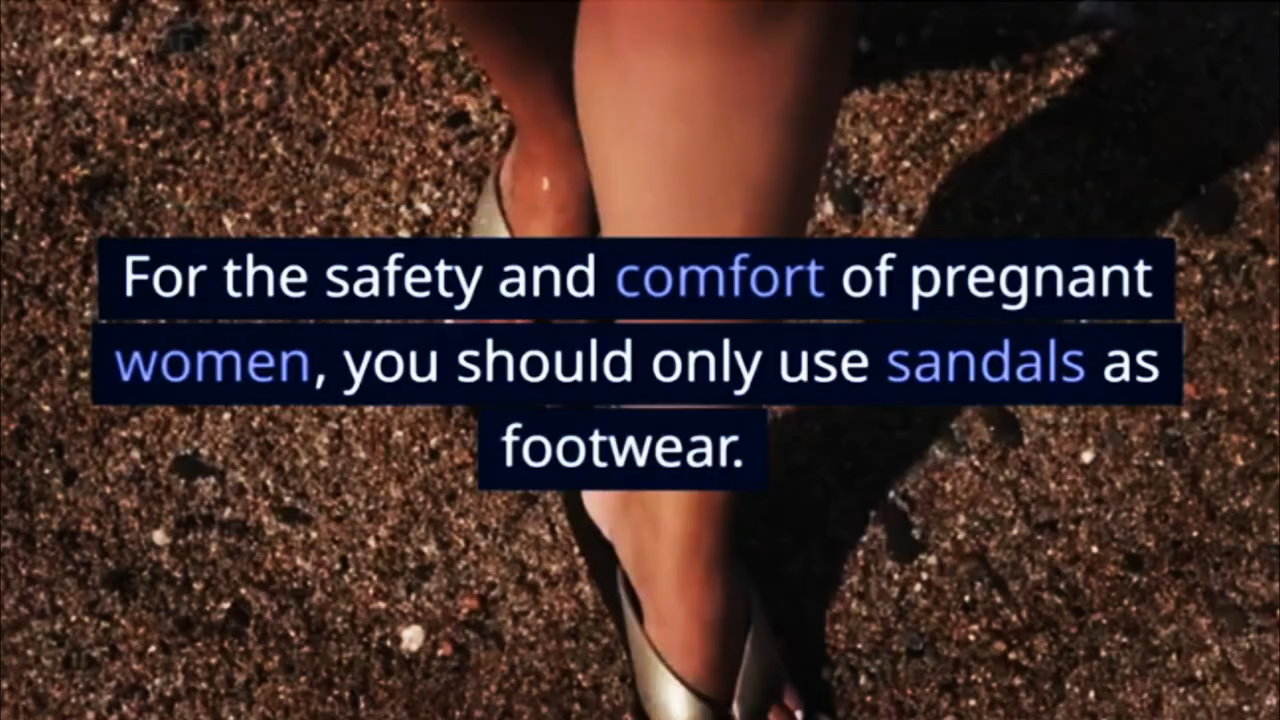 For the safety and comfort of pregnant
women, you should only use sandals as
footwear.